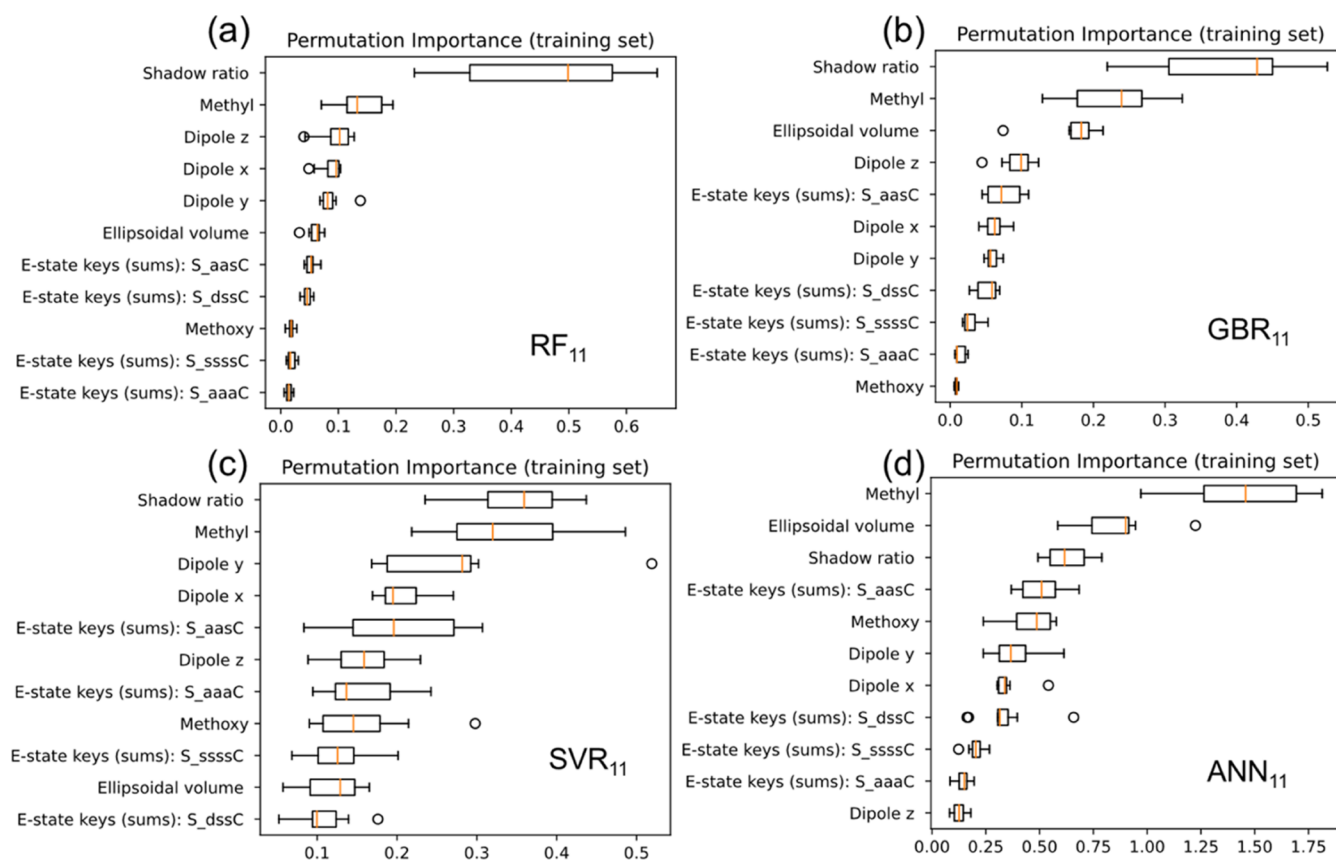 (a)
Permutation Importance (training set)
Shadow ratio
Methyl
Dipole z
Dipole x
Dipole y
Ellipsoidal volume
E-state keys (sums): S_aasC
E-state keys (sums): S_dssC
Methoxy
E-state keys (sums): S_ssssC
E-state keys (sums): S_aaaC
RF11
0.0 0.1 0.2 0.3 0.4 0.5 0.6
(b)
Permutation Importance (training set)
Shadow ratio
Methyl
Ellipsoidal volume
Dipole z
E-state keys (sums): S_aasC
Dipole x
Dipole y
E-state keys (sums): S_dssC
E-state keys (sums): S_ssssC
E-state keys (sums): S_aaaC
Methoxy
GBR11
0.0 0.1 0.2 0.3 0.4 0.5
(c)
Permutation Importance (training set)
Shadow ratio
Methyl
Dipole y
Dipole x
E-state keys (sums): S_aasC
Dipole z
E-state keys (sums): S_aaaC
Methoxy
E-state keys (sums): S_ssssC
Ellipsoidal volume
E-state keys (sums): S_dssC
SVR11
0.1 0.2 0.3 0.4 0.5
(d)
Permutation Importance (training set)
Methyl
Ellipsoidal volume
Shadow ratio
E-state keys (sums): S_aasC
Methoxy
Dipole y
Dipole x
E-state keys (sums): S_dssC
E-state keys (sums): S_ssssC
E-state keys (sums): S_aaaC
Dipole z
ANN11
0.00 0.25 0.50 0.75 1.00 1.25 1.50 1.75